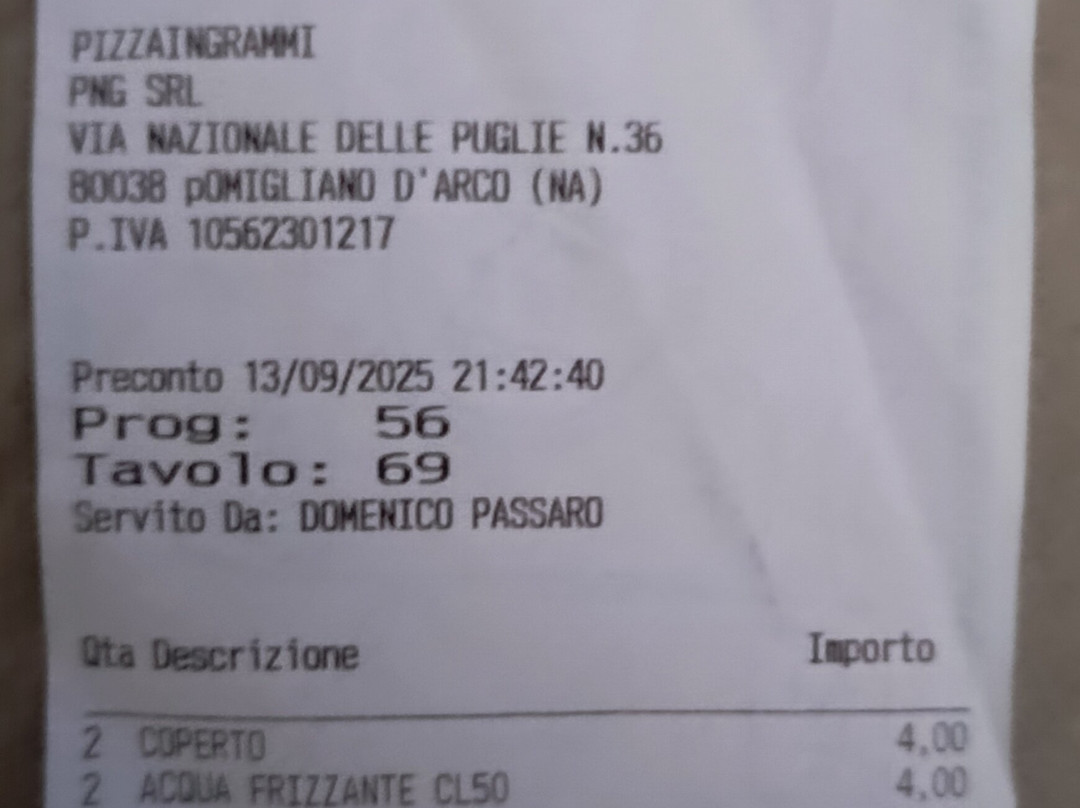 PIZZAINGRAMMI
PNG SRL
VIA NAZIONALE DELLE PUGLIE N.36
80038 pOMIGLIANO D'ARCO (NA)
P.IVA 10562301217
Preconto 13/09/2025 21:42:40
Prog: 56
Tavolo: 69
Servito Da: DOMENICO PASSARO
Qta Descrizione Importo
2 COPERTO 4,00
2 ACQUA FRIZZANTE CL50 4,00